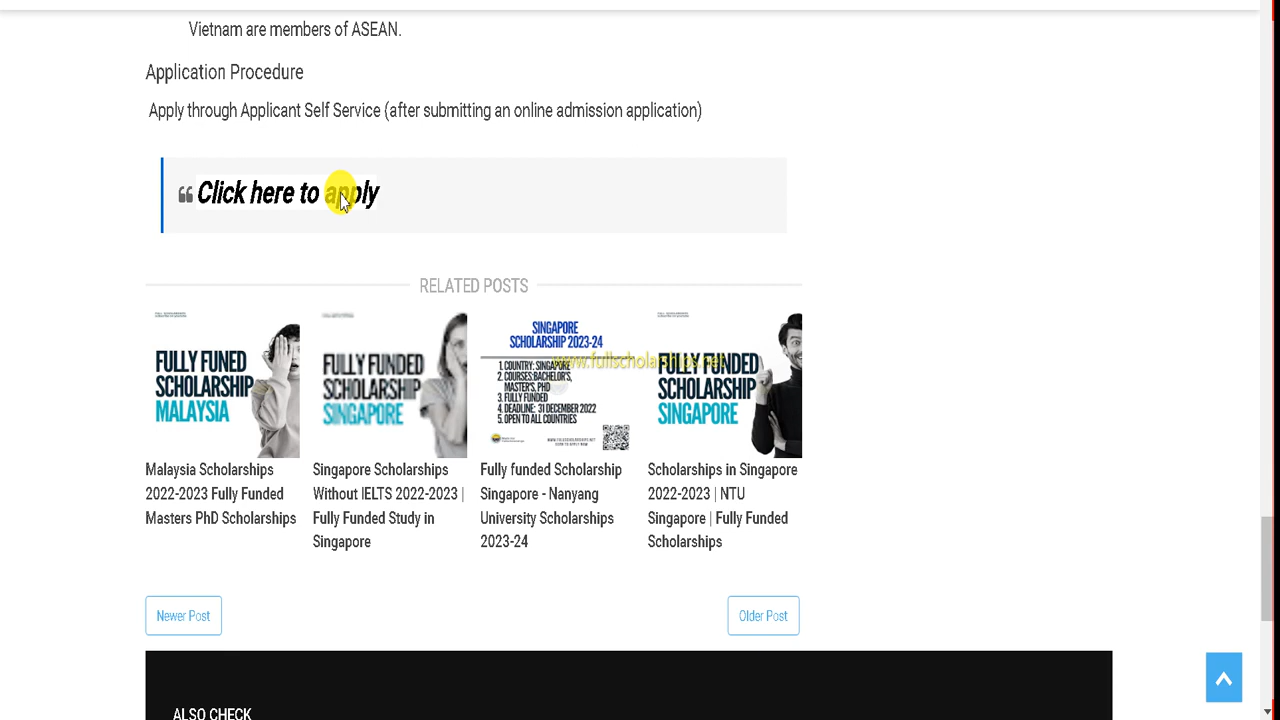 Vietnam are members of ASEAN.
Application Procedure
Apply through Applicant Self Service (after submitting an online admission application)
❝ Click here to apply
RELATED POSTS
FULLY FUNED
SCHOLARSHIP
MALAYSIA
FULLY FUNDED
SCHOLARSHIP
SINGAPORE
SINGAPORE
SCHOLARSHIP 2023-24
1. COUNTRY: SINGAPORE
2. COURSES:BACHELOR'S,
MASTER'S, PHD
3. FULLY FUNDED
4. DEADLINE: 31 DECEMBER 2022
5. OPEN TO ALL COUNTRIES
www.fullscholarships.net
FULLY FUNDED
SCHOLARSHIP
SINGAPORE
Malaysia Scholarships
2022-2023 Fully Funded
Masters PhD Scholarships
Singapore Scholarships
Without IELTS 2022-2023 |
Fully Funded Study in
Singapore
Fully funded Scholarship
Singapore - Nanyang
University Scholarships
2023-24
Scholarships in Singapore
2022-2023 | NTU
Singapore | Fully Funded
Scholarships
Newer Post
Older Post
ALSO CHECK